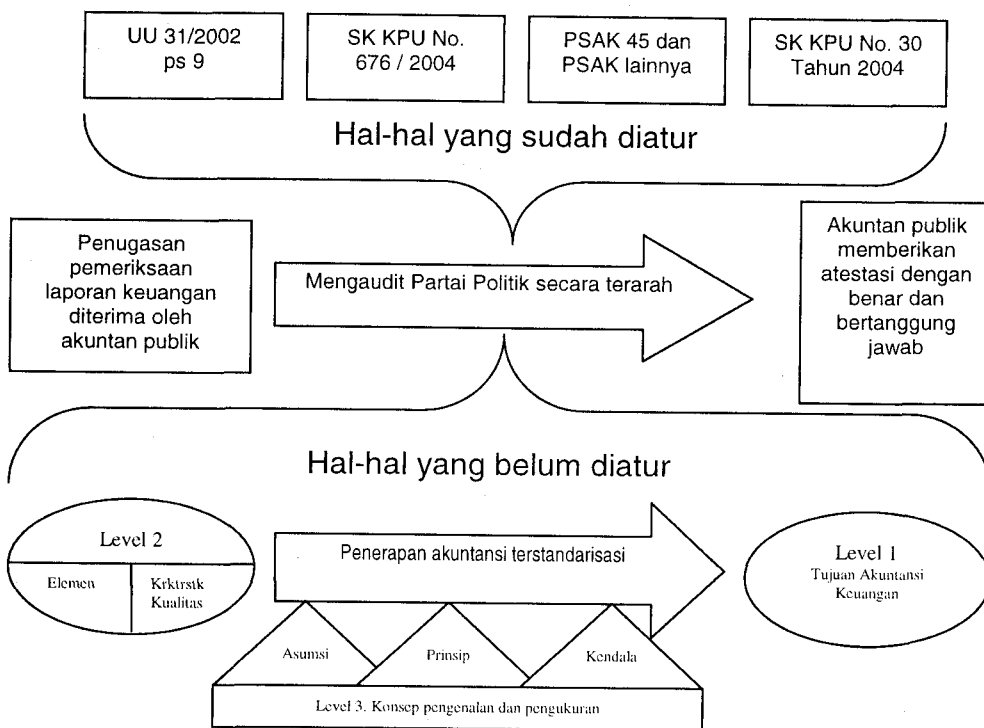 UU 31/2002
ps 9
SK KPU No.
676 / 2004
PSAK 45 dan
PSAK lainnya
SK KPU No. 30
Tahun 2004
Hal-hal yang sudah diatur
Penugasan
pemeriksaan
laporan keuangan
diterima oleh
akuntan publik
Mengaudit Partai Politik secara terarah
Akuntan publik
memberikan
atestasi dengan
benar dan
bertanggung
jawab
Hal-hal yang belum diatur
Level 2
Elemen
Krktrstk
Kualitas
Penerapan akuntansi terstandarisasi
Level 1
Tujuan Akuntansi
Keuangan
Asumsi
Prinsip
Kendala
Level 3. Konsep pengenalan dan pengukuran